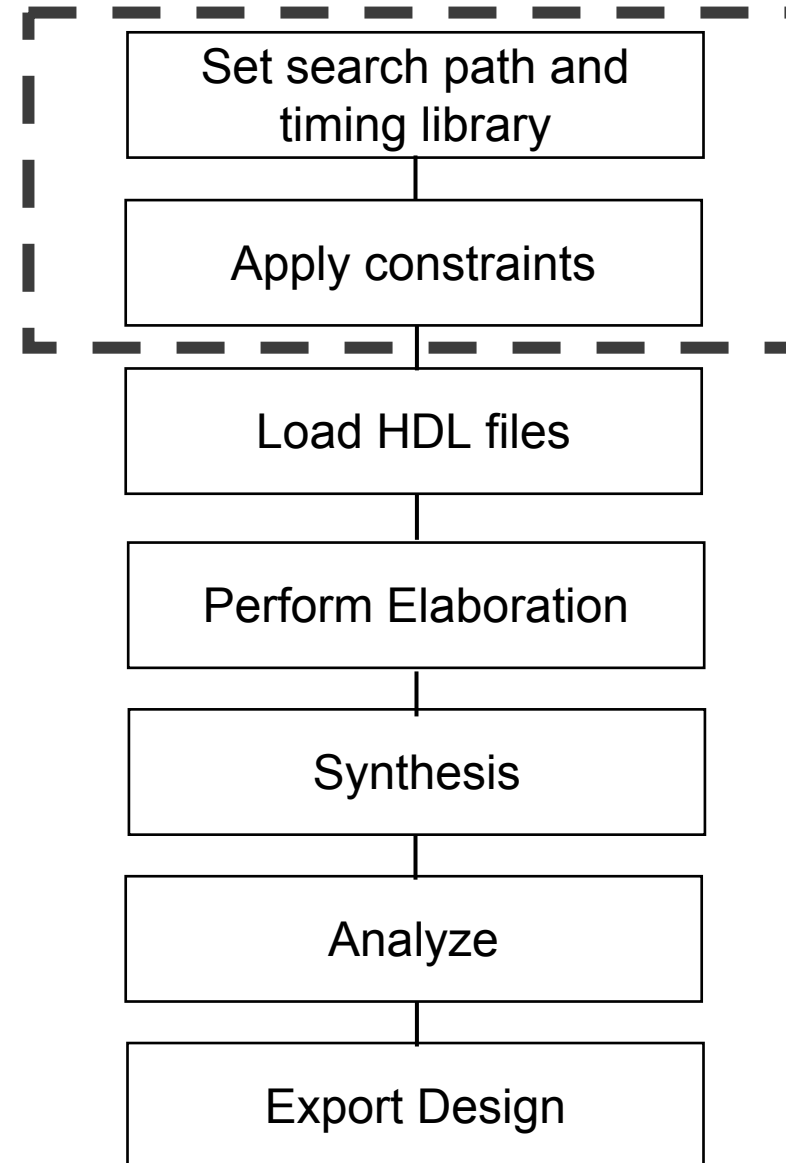 Set search path and
timing library
Apply constraints
Load HDL files
Perform Elaboration
Synthesis
Analyze
Export Design